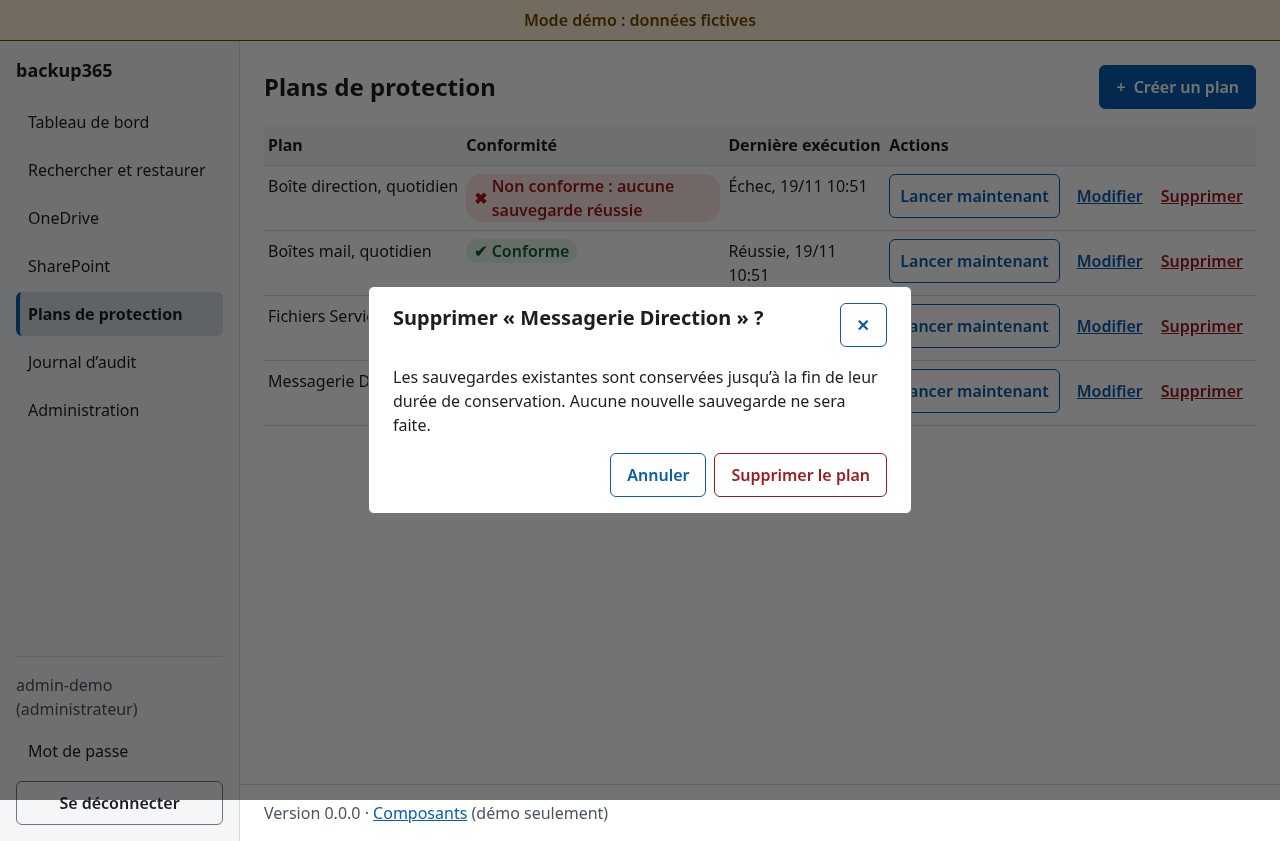 Mode démo : données fictives
backup365
Tableau de bord
Rechercher et restaurer
OneDrive
SharePoint
Plans de protection
Journal d’audit
Administration
admin-demo
(administrateur)
Mot de passe
Se déconnecter
Plans de protection
+ Créer un plan
Plan Conformité Dernière exécution Actions
Boîte direction, quotidien ✖ Non conforme : aucune sauvegarde réussie Échec, 19/11 10:51 Lancer maintenant Modifier Supprimer
Boîtes mail, quotidien ✔ Conforme Réussie, 19/11 10:51 Lancer maintenant Modifier Supprimer
Fichiers Modifier Supprimer
Messagerie Modifier Supprimer
Supprimer « Messagerie Direction » ?
×
Les sauvegardes existantes sont conservées jusqu’à la fin de leur
durée de conservation. Aucune nouvelle sauvegarde ne sera
faite.
Annuler Supprimer le plan
Version 0.0.0 · Composants (démo seulement)